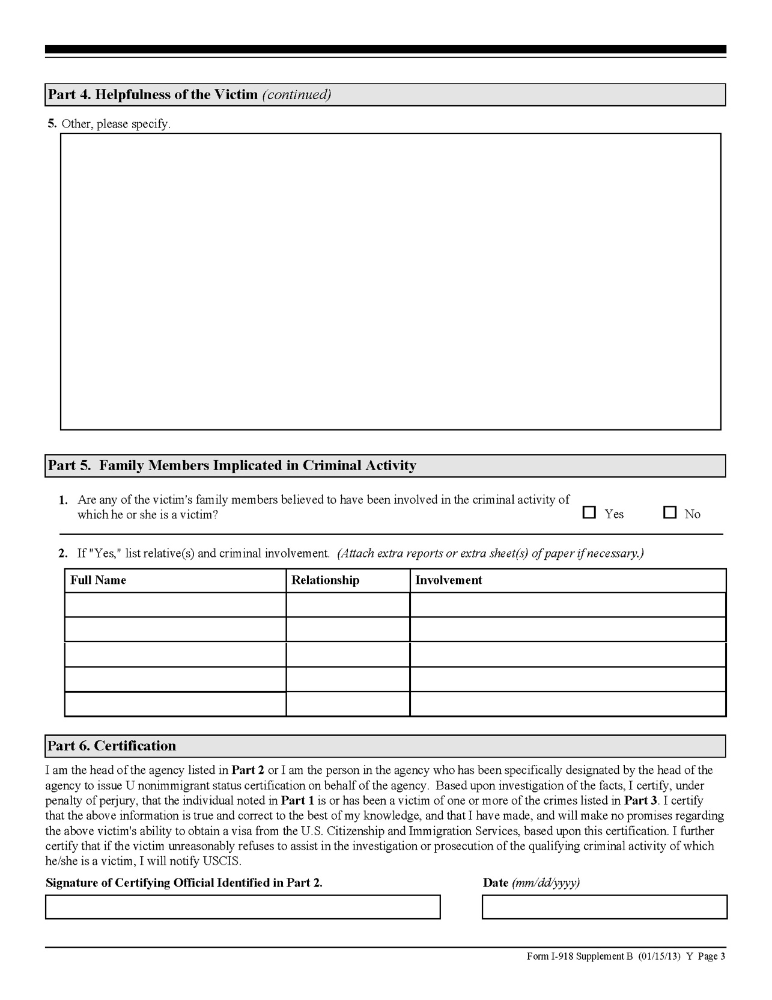 Part 4. Helpfulness of the Victim (continued)
5. Other, please specify.
Part 5. Family Members Implicated in Criminal Activity
1. Are any of the victim's family members believed to have been involved in the criminal activity of
which he or she is a victim? Yes No
2. If "Yes," list relative(s) and criminal involvement. (Attach extra reports or extra sheet(s) of paper if necessary.)
Full Name Relationship Involvement
Part 6. Certification
I am the head of the agency listed in Part 2 or I am the person in the agency who has been specifically designated by the head of the
agency to issue U nonimmigrant status certification on behalf of the agency. Based upon investigation of the facts, I certify, under
penalty of perjury, that the individual noted in Part 1 is or has been a victim of one or more of the crimes listed in Part 3. I certify
that the above information is true and correct to the best of my knowledge, and that I have made, and will make no promises regarding
the above victim's ability to obtain a visa from the U.S. Citizenship and Immigration Services, based upon this certification. I further
certify that if the victim unreasonably refuses to assist in the investigation or prosecution of the qualifying criminal activity of which
he/she is a victim, I will notify USCIS.
Signature of Certifying Official Identified in Part 2. Date (mm/dd/yyyy)
Form I-918 Supplement B (01/15/13) Y Page 3